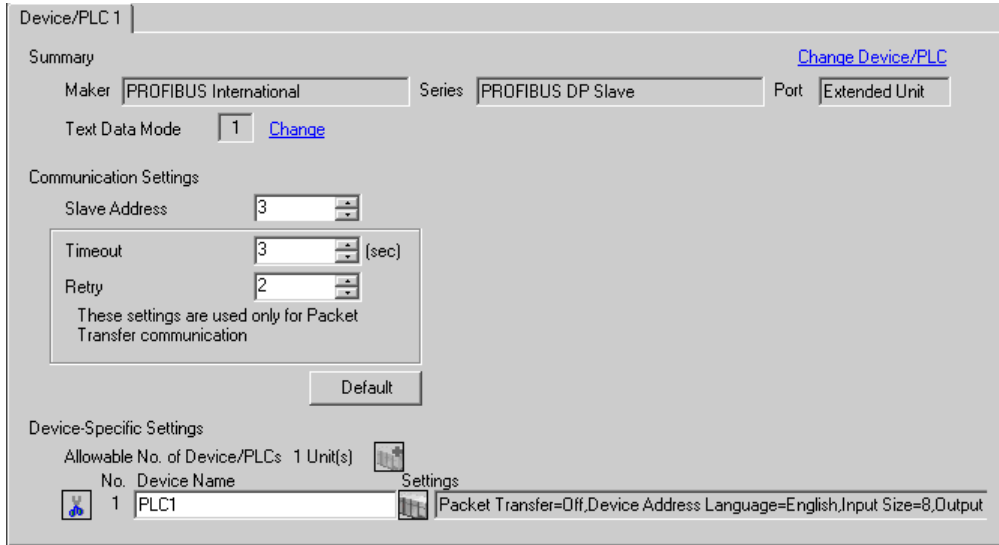 Device/PLC 1
Summary
Change Device/PLC
Maker PROFIBUS International Series PROFIBUS DP Slave Port Extended Unit
Text Data Mode 1 Change
Communication Settings
Slave Address 3
Timeout 3 (sec)
Retry 2
These settings are used only for Packet
Transfer communication
Default
Device-Specific Settings
Allowable No. of Device/PLCs 1 Unit(s)
No. Device Name Settings
1 PLC1 Packet Transfer=Off,Device Address Language=English,Input Size=8,Output